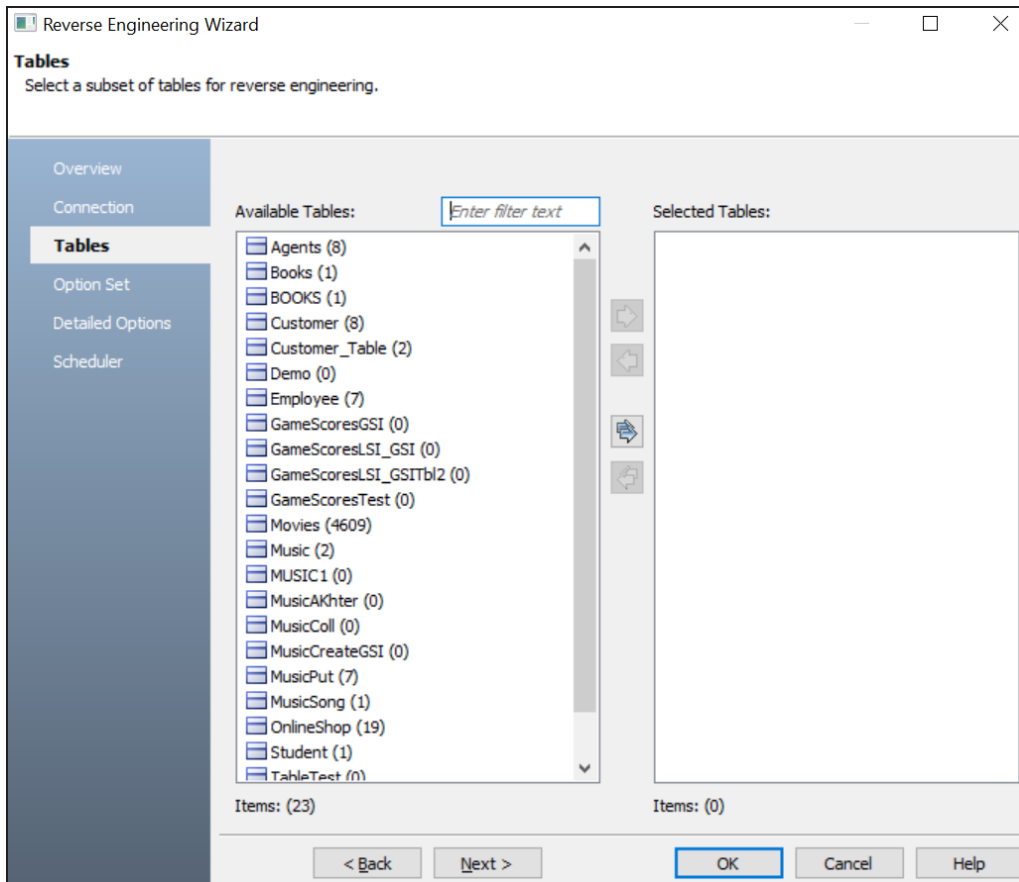 Reverse Engineering Wizard
Tables
Select a subset of tables for reverse engineering.
Overview
Connection
Tables
Option Set
Detailed Options
Scheduler
Available Tables:
Enter filter text
Agents (8)
Books (1)
BOOKS (1)
Customer (8)
Customer_Table (2)
Demo (0)
Employee (7)
GameScoresGSI (0)
GameScoresLSI_GSI (0)
GameScoresLSI_GSITbl2 (0)
GameScoresTest (0)
Movies (4609)
Music (2)
MUSIC1 (0)
MusicAKhter (0)
MusicColl (0)
MusicCreateGSI (0)
MusicPut (7)
MusicSong (1)
OnlineShop (19)
Student (1)
TableTest (0)
Items: (23)
Selected Tables:
Items: (0)
< Back
Next >
OK
Cancel
Help